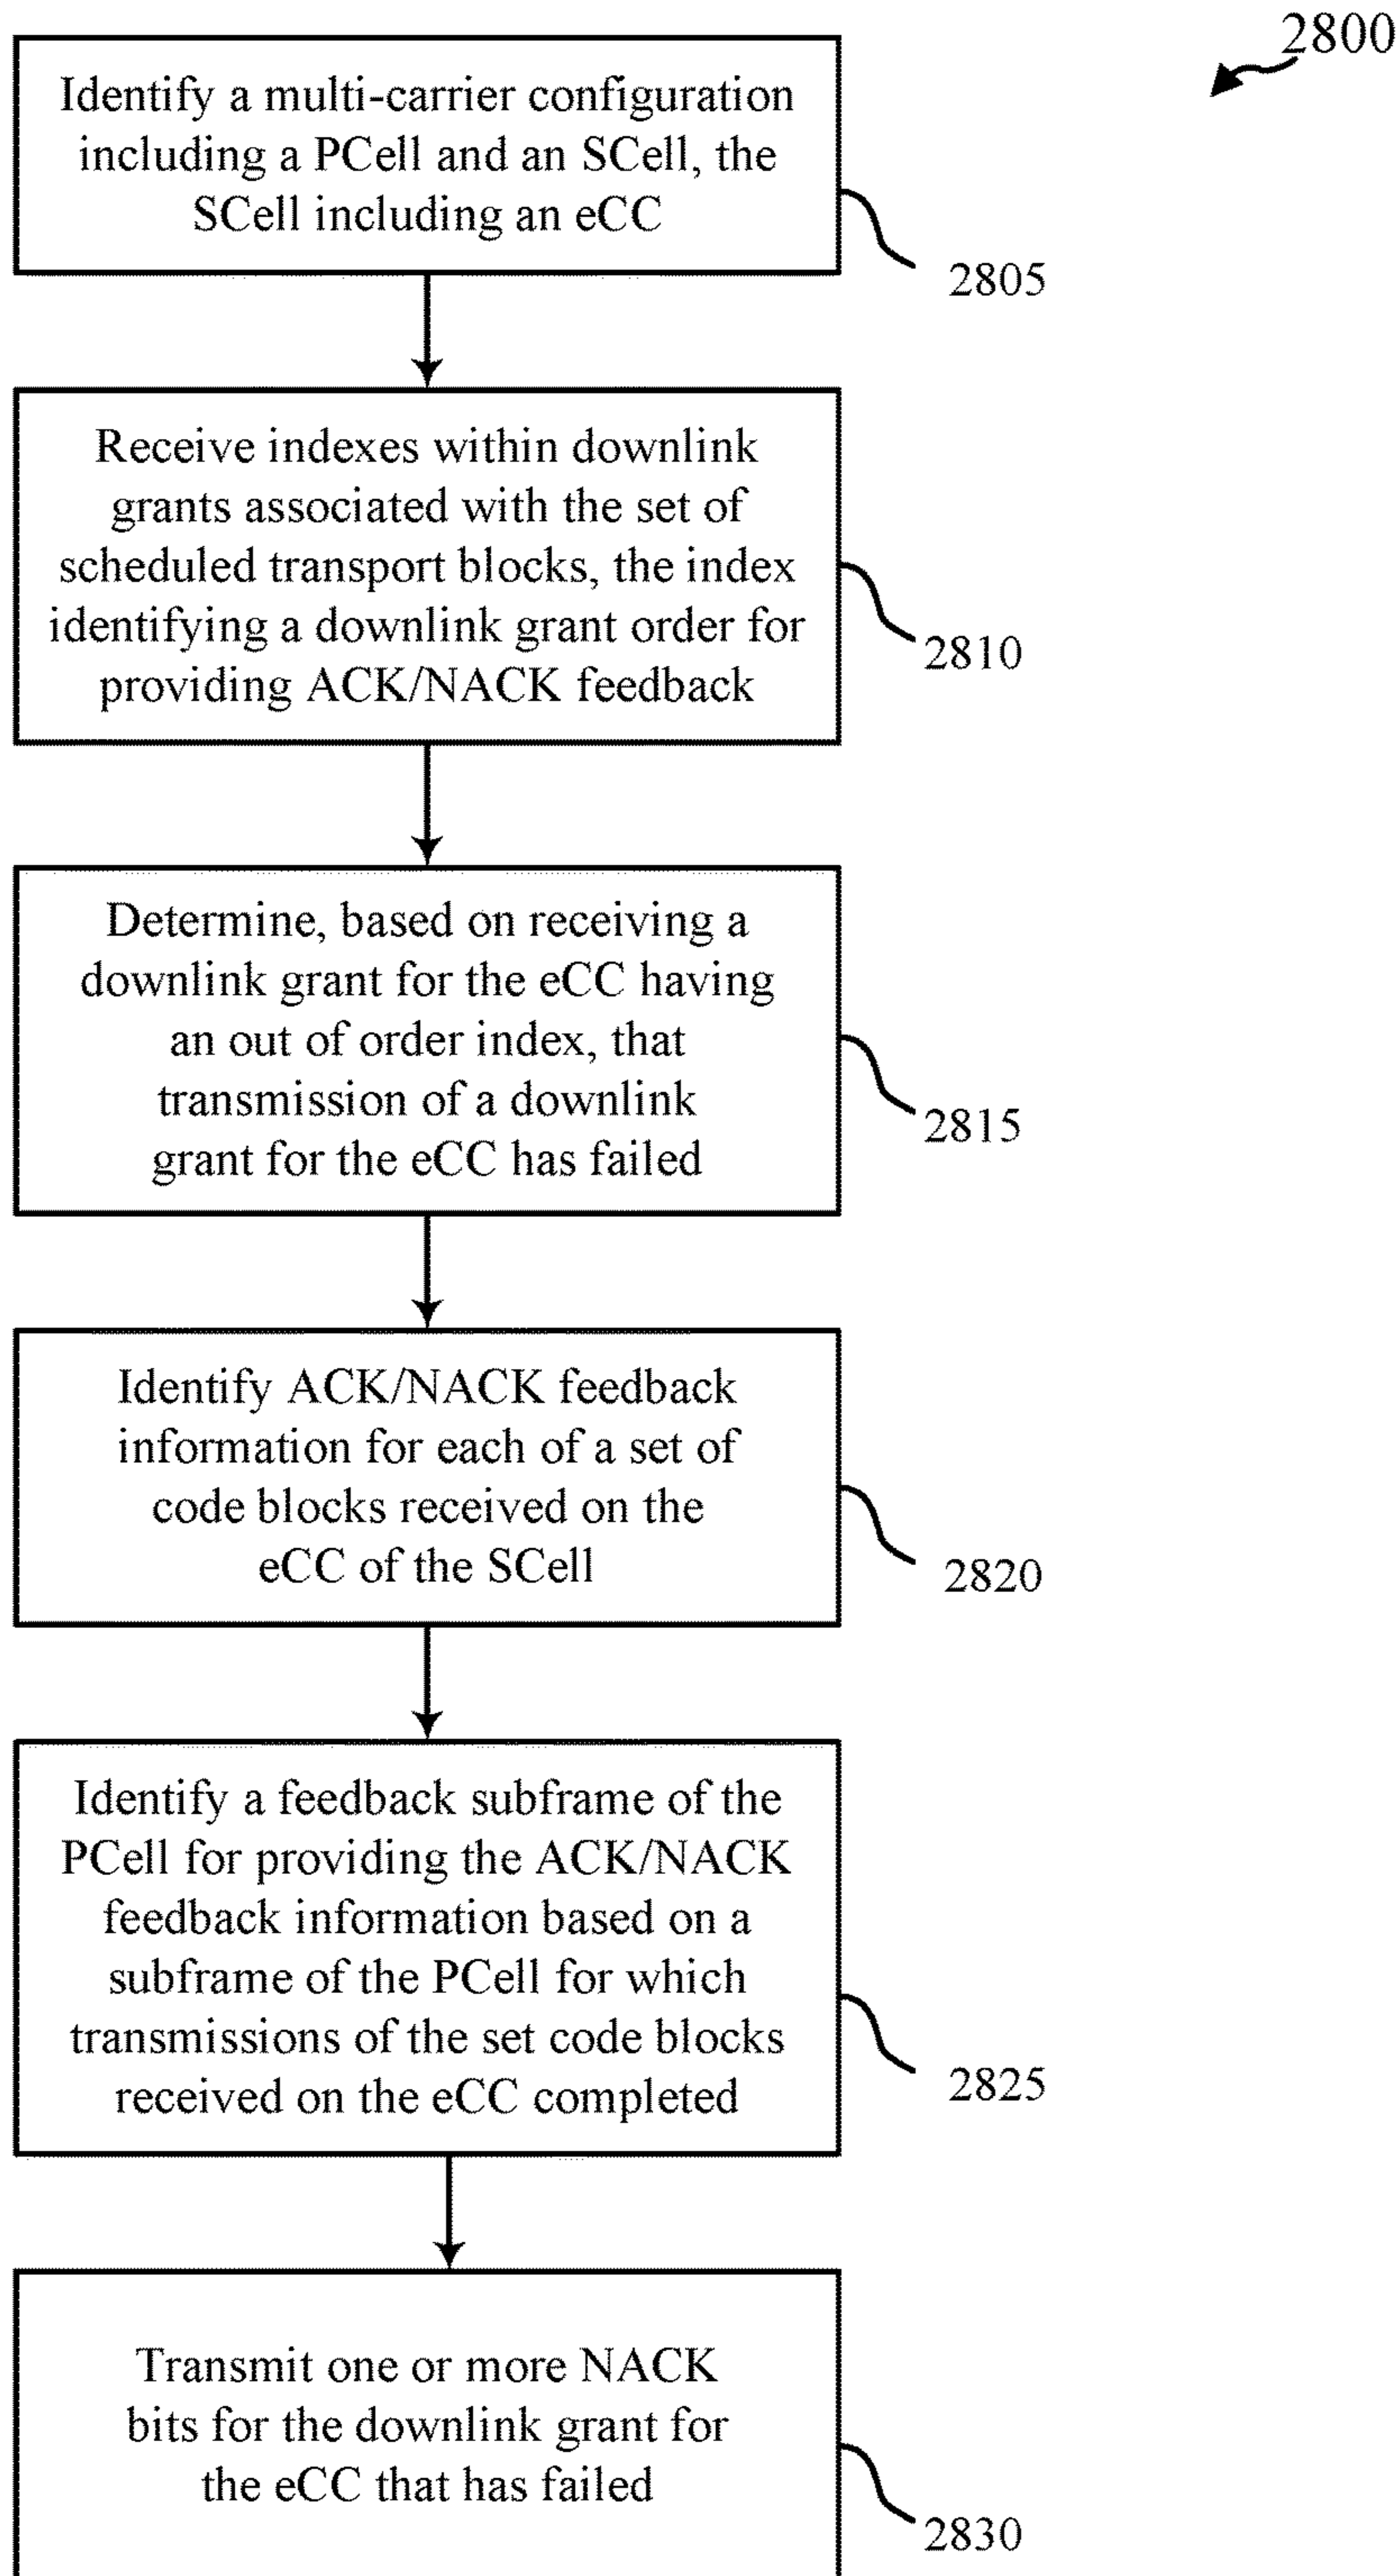 2800
Identify a multi-carrier configuration
including a PCell and an SCell, the
SCell including an eCC
2805
Receive indexes within downlink
grants associated with the set of
scheduled transport blocks, the index
identifying a downlink grant order for
providing ACK/NACK feedback
2810
Determine, based on receiving a
downlink grant for the eCC having
an out of order index, that
transmission of a downlink
grant for the eCC has failed
2815
Identify ACK/NACK feedback
information for each of a set of
code blocks received on the
eCC of the SCell
2820
Identify a feedback subframe of the
PCell for providing the ACK/NACK
feedback information based on a
subframe of the PCell for which
transmissions of the set code blocks
received on the eCC completed
2825
Transmit one or more NACK
bits for the downlink grant for
the eCC that has failed
2830